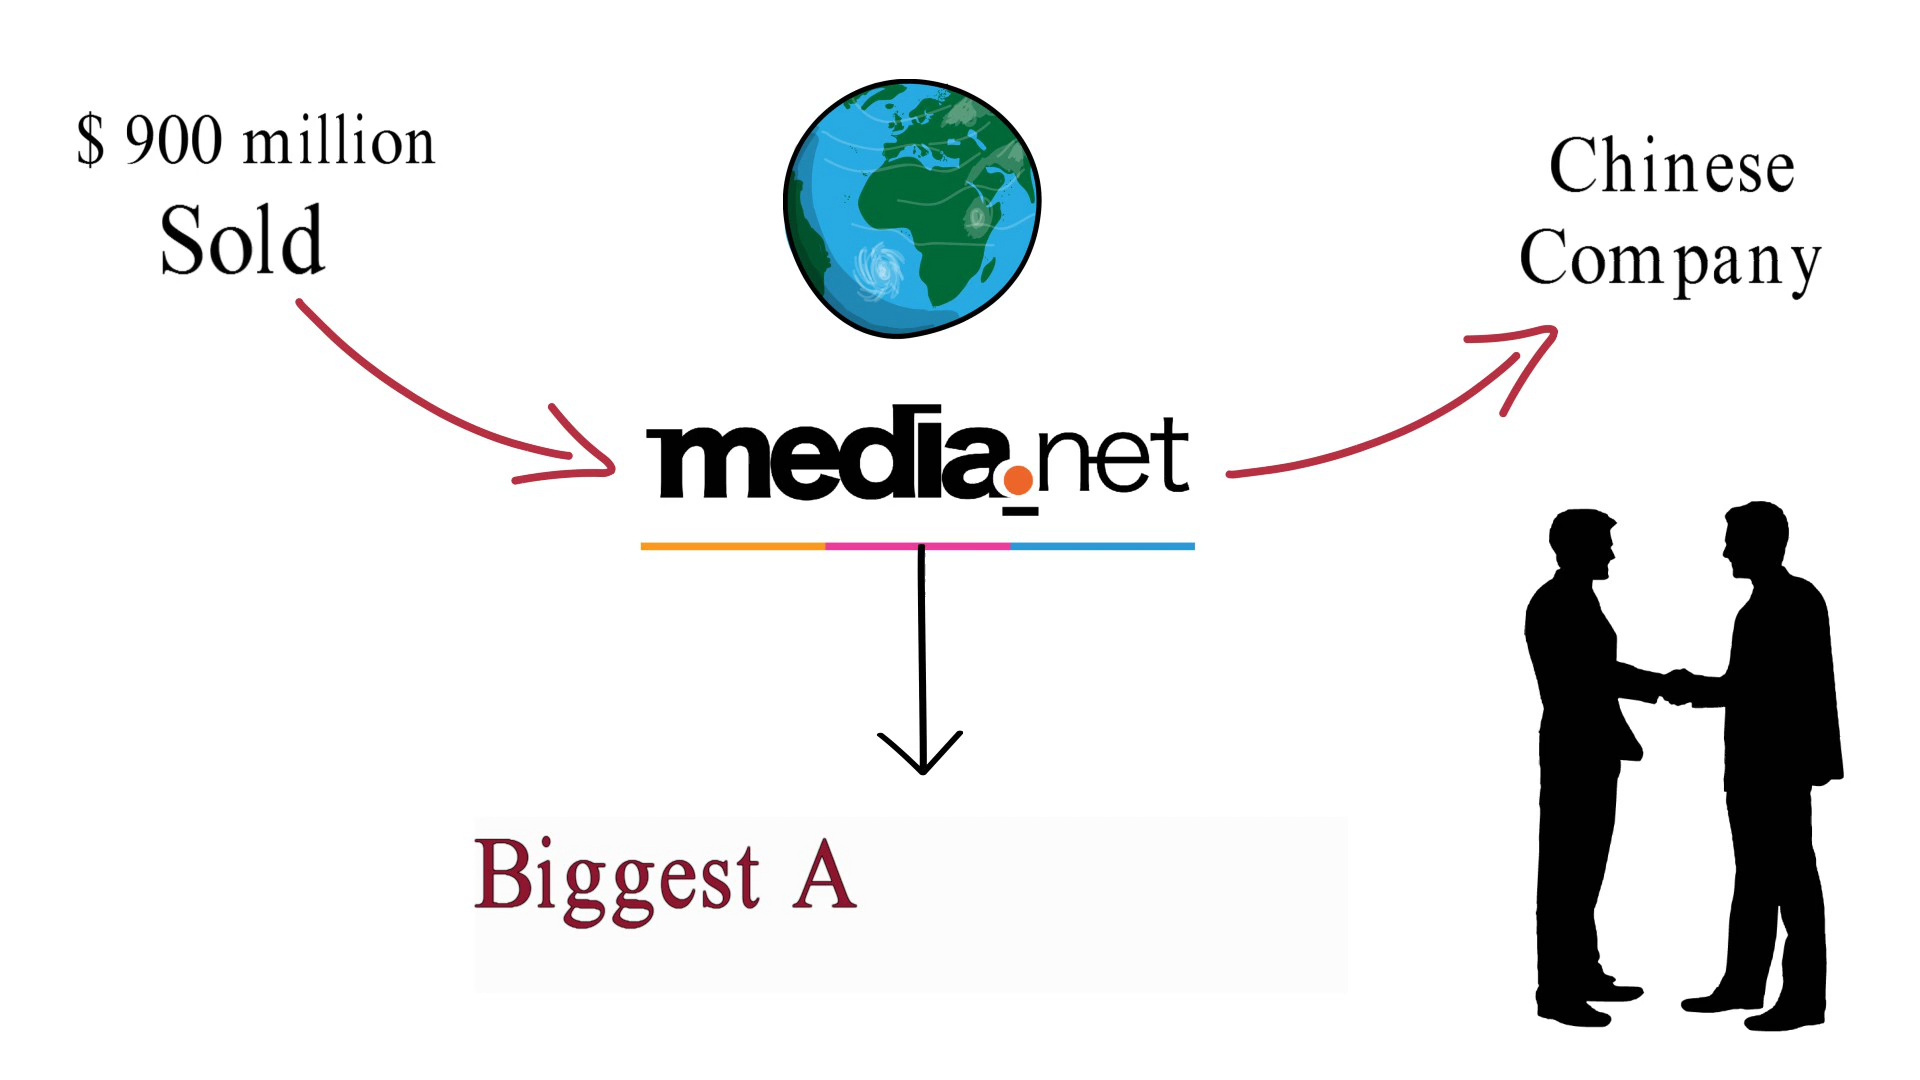 $ 900 million
Sold
Chinese
Company
media.net
Biggest A